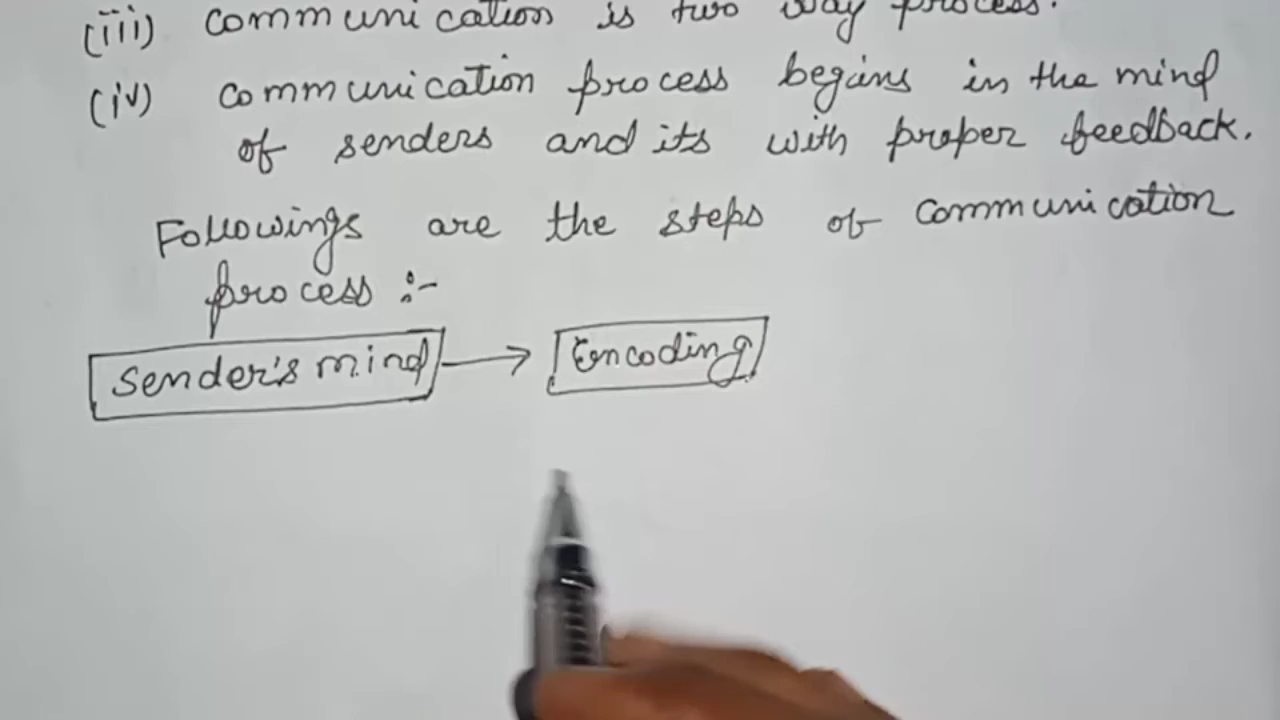 (iii) communication is two way process.
(iv) communication process begins in the mind
of senders and its with proper feedback.
Followings are the steps of communication
process :-
Sender's mind → Encoding